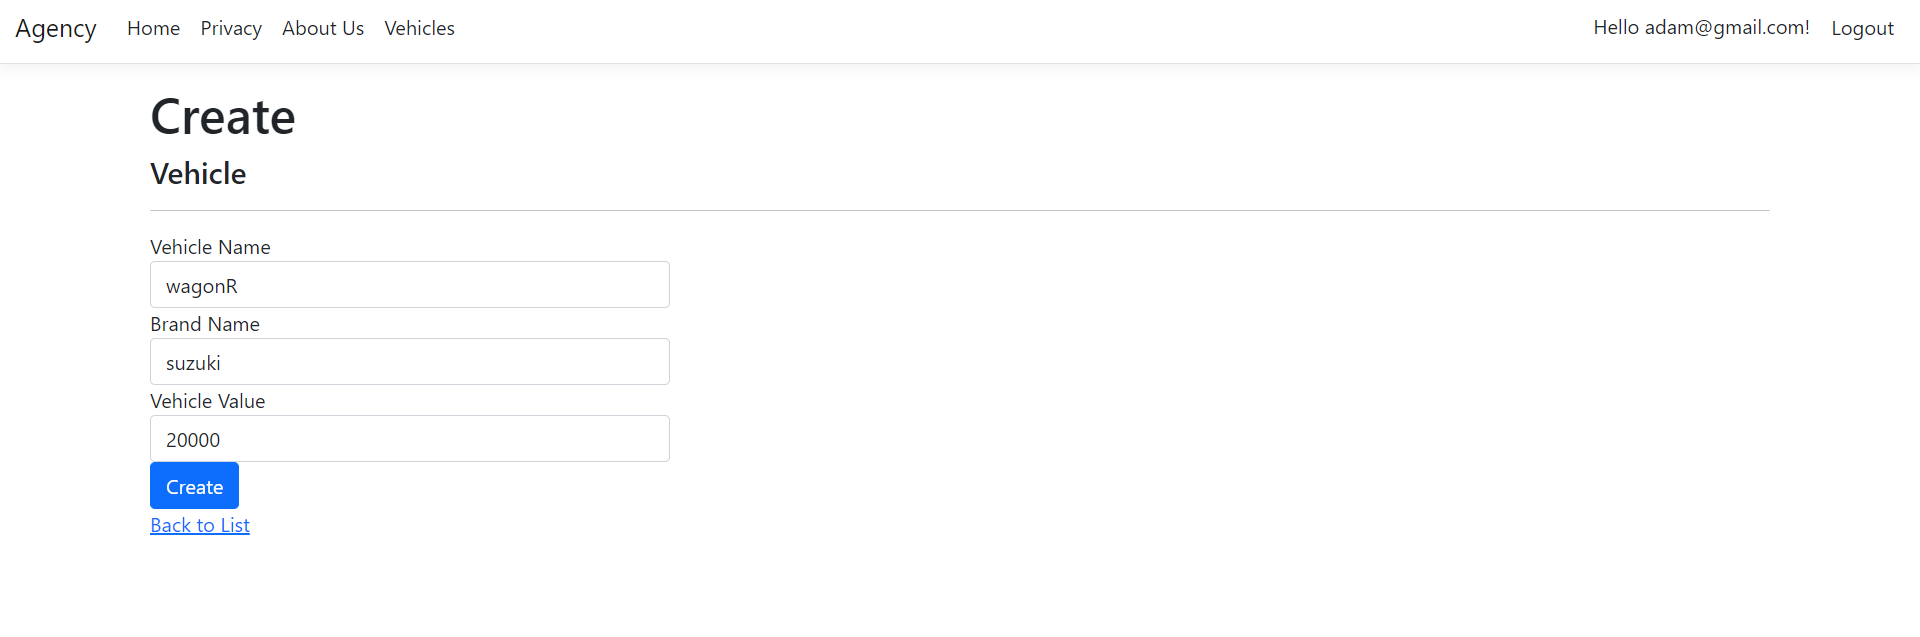 Agency Home Privacy About Us Vehicles Hello adam@gmail.com! Logout
Create
Vehicle
Vehicle Name
wagonR
Brand Name
suzuki
Vehicle Value
20000
Create
Back to List